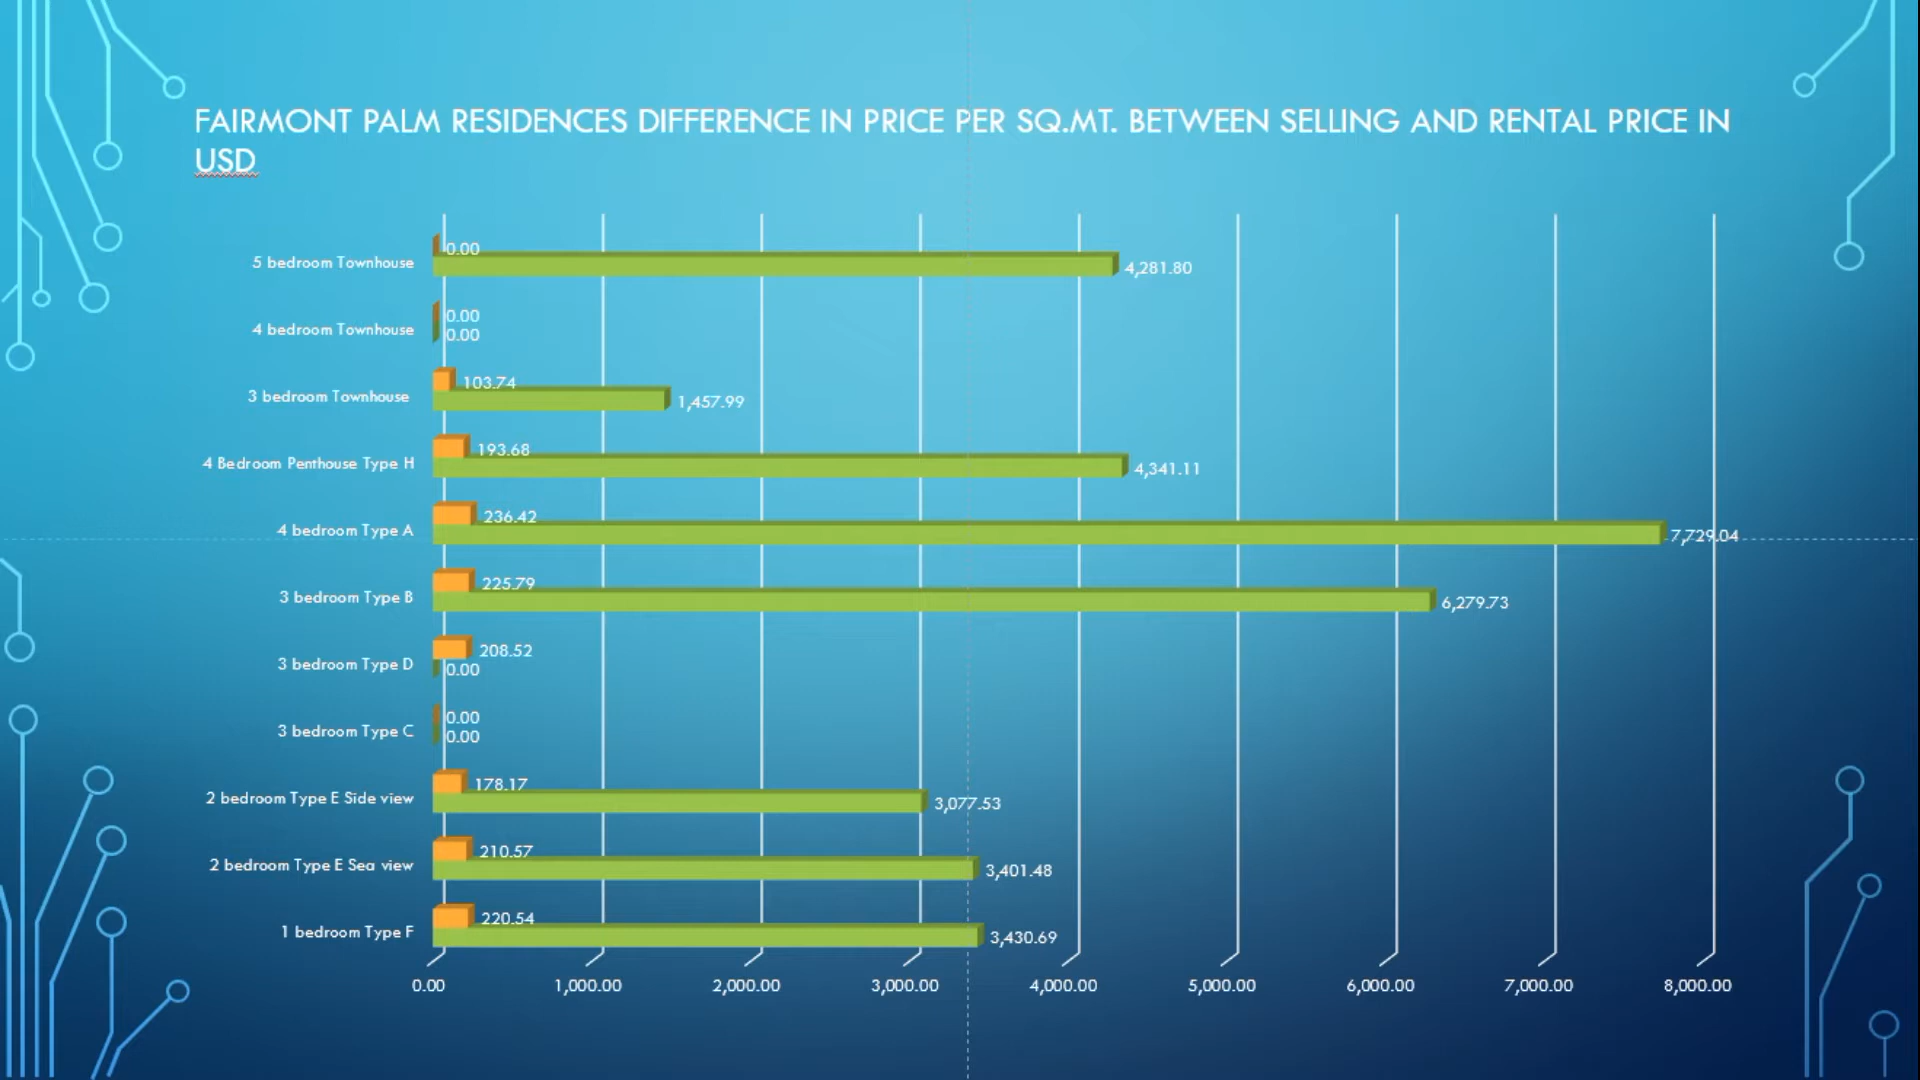 FAIRMONT PALM RESIDENCES DIFFERENCE IN PRICE PER SQ.MT. BETWEEN SELLING AND RENTAL PRICE IN
USD
5 bedroom Townhouse
0.00
4,281.80
4 bedroom Townhouse
0.00
0.00
3 bedroom Townhouse
103.74
1,457.99
4 Bedroom Penthouse Type H
193.68
4,341.11
4 bedroom Type A
236.42
7,729.04
3 bedroom Type B
225.79
6,279.73
3 bedroom Type D
208.52
0.00
3 bedroom Type C
0.00
0.00
2 bedroom Type E Side view
178.17
3,077.53
2 bedroom Type E Sea view
210.57
3,401.48
1 bedroom Type F
220.54
3,430.69
0.00 1,000.00 2,000.00 3,000.00 4,000.00 5,000.00 6,000.00 7,000.00 8,000.00